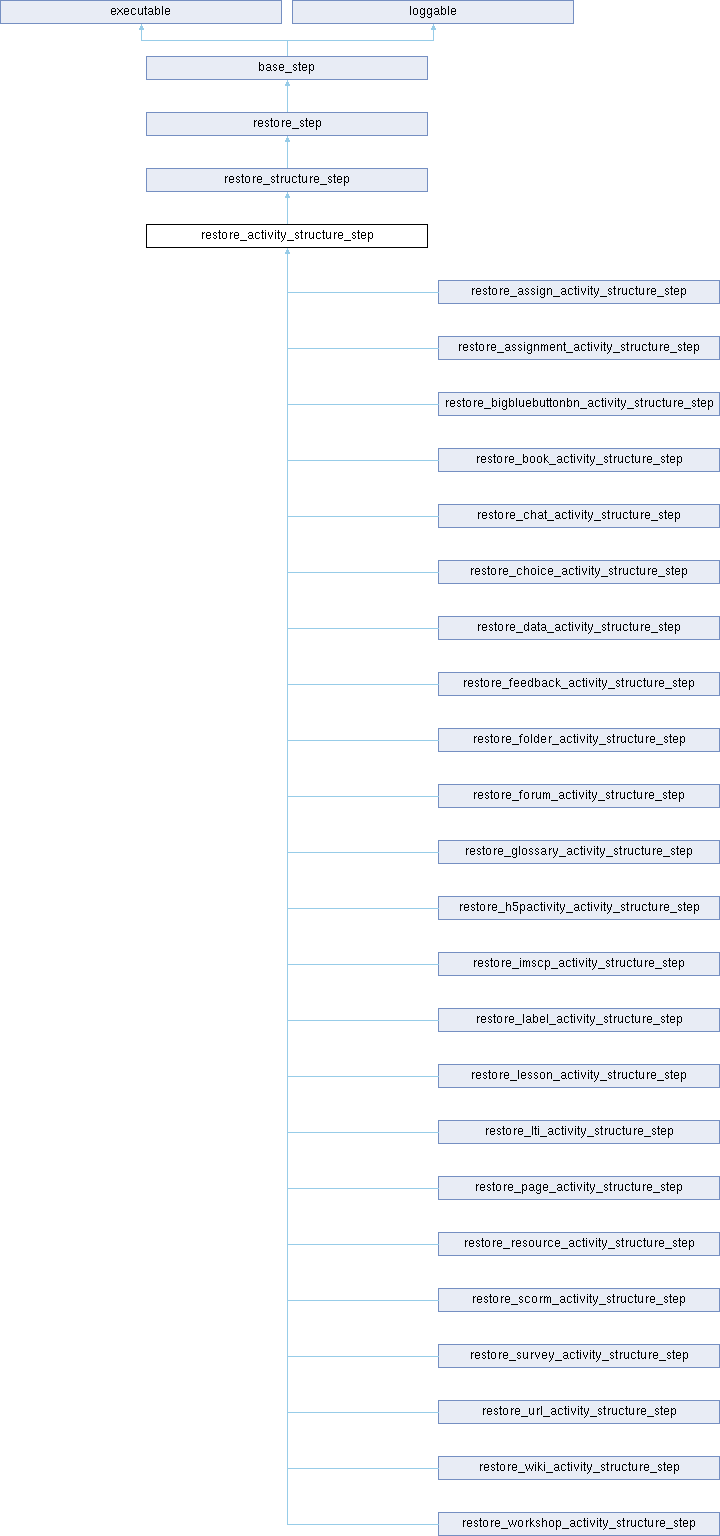 executable
loggable
base_step
restore_step
restore_structure_step
restore_activity_structure_step
restore_assign_activity_structure_step
restore_assignment_activity_structure_step
restore_bigbluebuttonbn_activity_structure_step
restore_book_activity_structure_step
restore_chat_activity_structure_step
restore_choice_activity_structure_step
restore_data_activity_structure_step
restore_feedback_activity_structure_step
restore_folder_activity_structure_step
restore_forum_activity_structure_step
restore_glossary_activity_structure_step
restore_h5pactivity_activity_structure_step
restore_imscp_activity_structure_step
restore_label_activity_structure_step
restore_lesson_activity_structure_step
restore_lti_activity_structure_step
restore_page_activity_structure_step
restore_resource_activity_structure_step
restore_scorm_activity_structure_step
restore_survey_activity_structure_step
restore_url_activity_structure_step
restore_wiki_activity_structure_step
restore_workshop_activity_structure_step